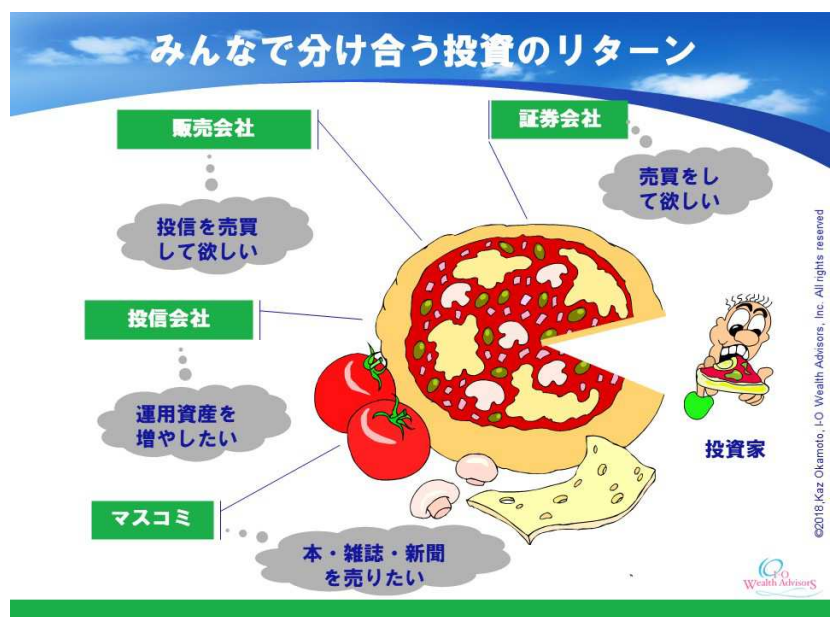 みんなで分け合う投資のリターン
販売会社
証券会社
投信を売買
して欲しい
売買をし
て欲しい
投信会社
運用資産を
増やしたい
投資家
マスコミ
本・雑誌・新聞
を売りたい
©2018,Kaz Okamoto, I-O Wealth Advisors, Inc. All rights reserved
I-O
Wealth Advisors